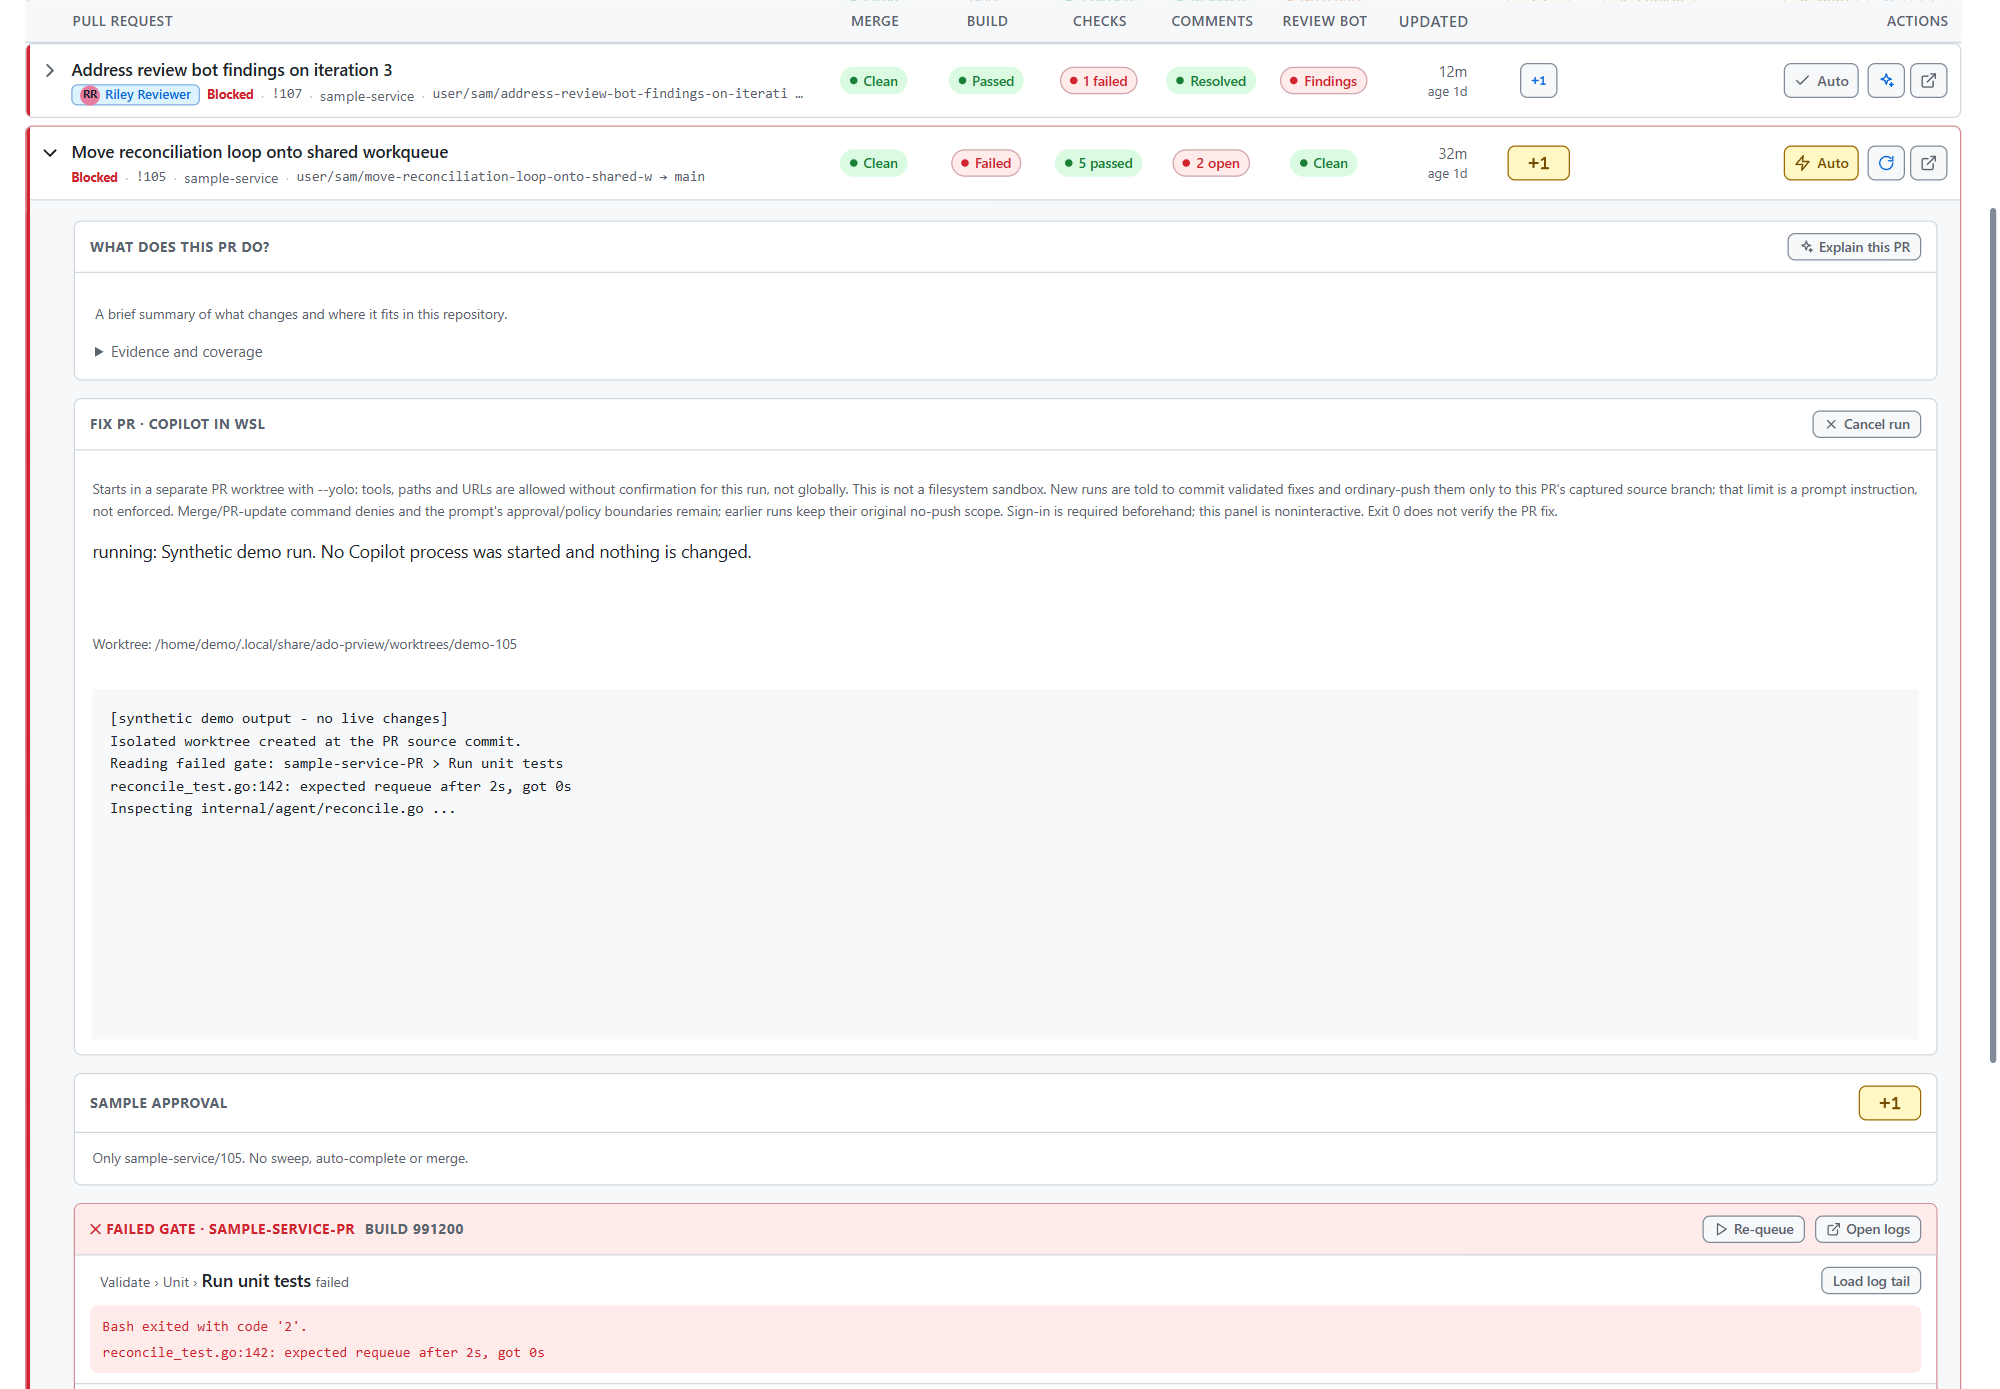 PULL REQUEST MERGE BUILD CHECKS COMMENTS REVIEW BOT UPDATED ACTIONS
Address review bot findings on iteration 3
RR Riley Reviewer Blocked · !107 · sample-service · user/sam/address-review-bot-findings-on-iterati …
Clean Passed 1 failed Resolved Findings
12m
age 1d
+1 Auto
Move reconciliation loop onto shared workqueue
Blocked · !105 · sample-service · user/sam/move-reconciliation-loop-onto-shared-w → main
Clean Failed 5 passed 2 open Clean
32m
age 1d
+1 Auto
WHAT DOES THIS PR DO? Explain this PR
A brief summary of what changes and where it fits in this repository.
Evidence and coverage
FIX PR · COPILOT IN WSL Cancel run
Starts in a separate PR worktree with --yolo: tools, paths and URLs are allowed without confirmation for this run, not globally. This is not a filesystem sandbox. New runs are told to commit validated fixes and ordinary-push them only to this PR's captured source branch; that limit is a prompt instruction,
not enforced. Merge/PR-update command denies and the prompt's approval/policy boundaries remain; earlier runs keep their original no-push scope. Sign-in is required beforehand; this panel is noninteractive. Exit 0 does not verify the PR fix.
running: Synthetic demo run. No Copilot process was started and nothing is changed.
Worktree: /home/demo/.local/share/ado-prview/worktrees/demo-105
[synthetic demo output - no live changes]
Isolated worktree created at the PR source commit.
Reading failed gate: sample-service-PR > Run unit tests
reconcile_test.go:142: expected requeue after 2s, got 0s
Inspecting internal/agent/reconcile.go ...
SAMPLE APPROVAL +1
Only sample-service/105. No sweep, auto-complete or merge.
FAILED GATE · SAMPLE-SERVICE-PR BUILD 991200 Re-queue Open logs
Validate › Unit › Run unit tests failed Load log tail
Bash exited with code '2'.
reconcile_test.go:142: expected requeue after 2s, got 0s